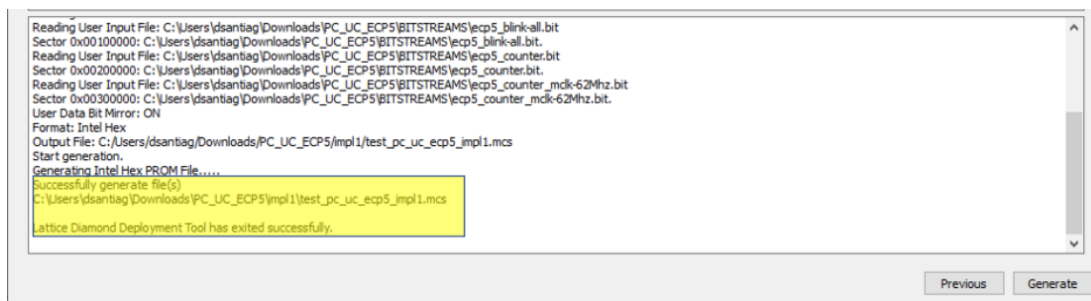 Reading User Input File: C:\Users\dsantiag\Downloads\PC_UC_ECP5\BITSTREAMS\ecp5_blink-all.bit
Sector 0x00100000: C:\Users\dsantiag\Downloads\PC_UC_ECP5\BITSTREAMS\ecp5_blink-all.bit.
Reading User Input File: C:\Users\dsantiag\Downloads\PC_UC_ECP5\BITSTREAMS\ecp5_counter.bit
Sector 0x00200000: C:\Users\dsantiag\Downloads\PC_UC_ECP5\BITSTREAMS\ecp5_counter.bit.
Reading User Input File: C:\Users\dsantiag\Downloads\PC_UC_ECP5\BITSTREAMS\ecp5_counter_mclk-62Mhz.bit
Sector 0x00300000: C:\Users\dsantiag\Downloads\PC_UC_ECP5\BITSTREAMS\ecp5_counter_mclk-62Mhz.bit.
User Data Bit Mirror: ON
Format: Intel Hex
Output File: C:/Users/dsantiag/Downloads/PC_UC_ECP5/impl1/test_pc_uc_ecp5_impl1.mcs
Start generation.
Generating Intel Hex PROM File.....
Successfully generate file(s)
C:\Users\dsantiag\Downloads\PC_UC_ECP5\impl1\test_pc_uc_ecp5_impl1.mcs
Lattice Diamond Deployment Tool has exited successfully.
Previous Generate